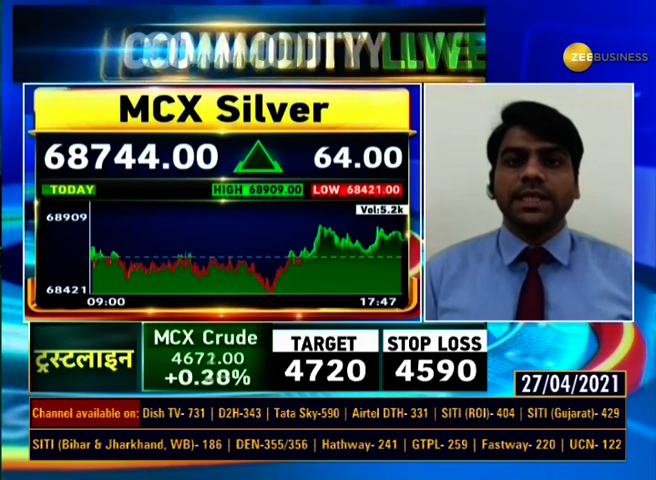 COMMODITY LIVE
ZEEBUSINESS
MCX Silver
68744.00 64.00
TODAY HIGH 68909.00 LOW 68421.00
Vol:5.2k
68909
68421
09:00 17:47
ट्रस्टलाइन
MCX Crude
4672.00
+0.28%
TARGET
4720
STOP LOSS
4590
27/04/2021
Channel available on: Dish TV- 731 | D2H-343 | Tata Sky-590 | Airtel DTH- 331 | SITI (ROI)- 404 | SITI (Gujarat)- 429
SITI (Bihar & Jharkhand, WB)- 186 | DEN-355/356 | Hathway- 241 | GTPL- 259 | Fastway- 220 | UCN- 122